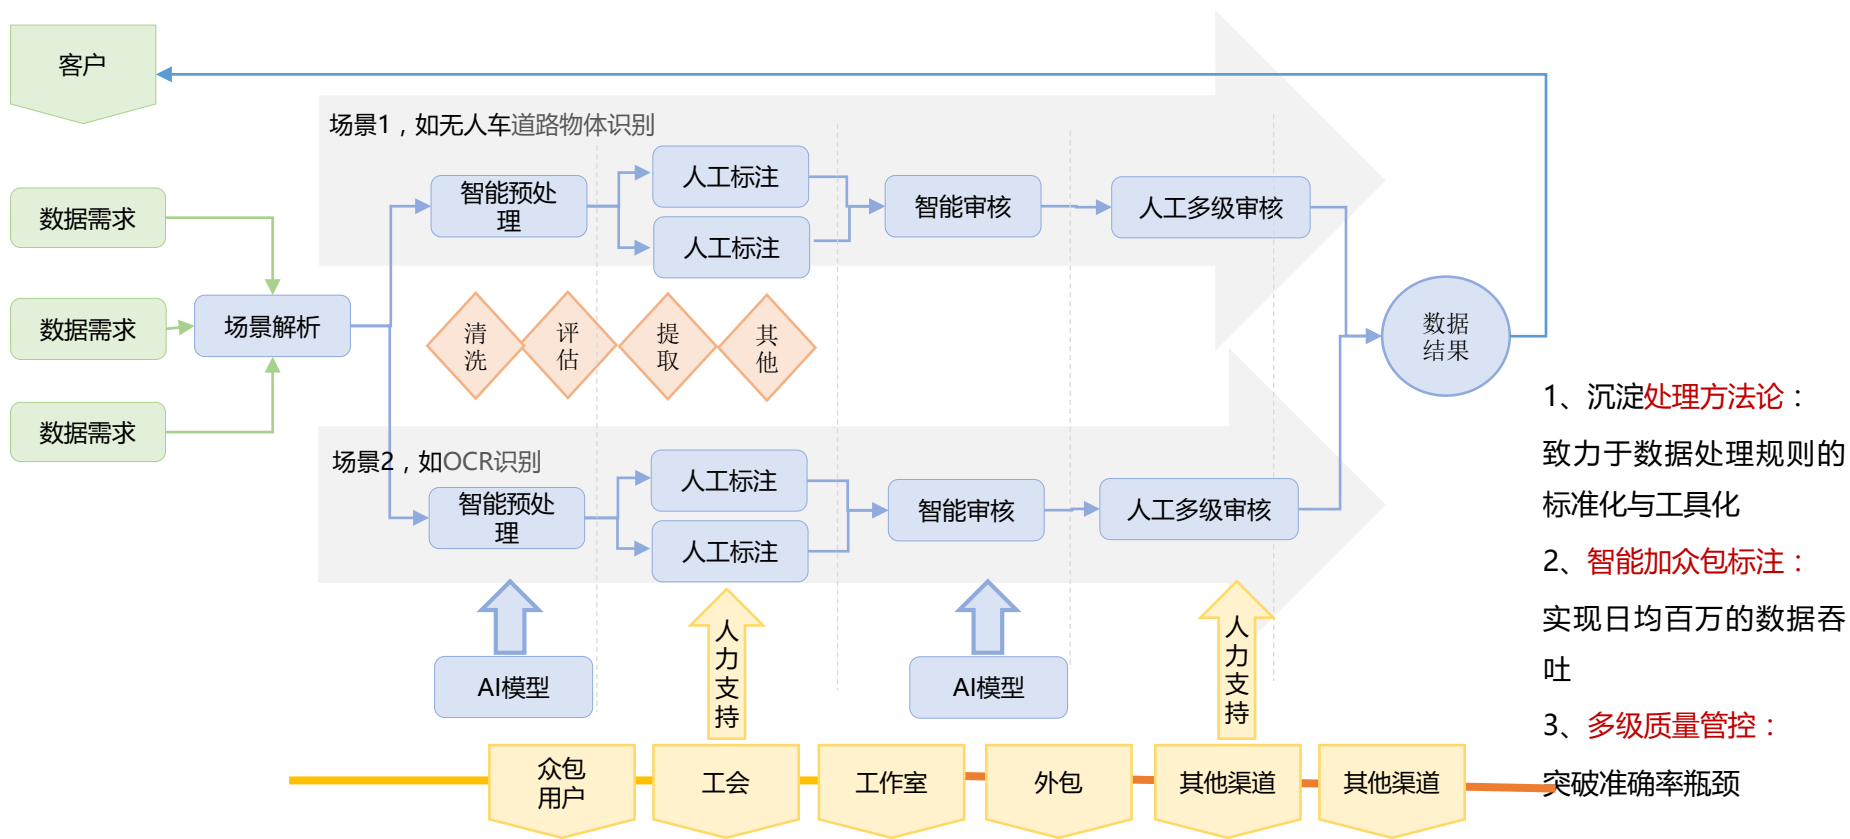 客户
场景1，如无人车道路物体识别
数据需求
数据需求
数据需求
场景解析
智能预处
理
人工标注
人工标注
智能审核
人工多级审核
清
洗
评
估
提
取
其
他
数据
结果
场景2，如OCR识别
智能预处
理
人工标注
人工标注
智能审核
人工多级审核
AI模型
人
力
支
持
AI模型
人
力
支
持
众包
用户
工会
工作室
外包
其他渠道
其他渠道
1、沉淀处理方法论：
致力于数据处理规则的
标准化与工具化
2、智能加众包标注：
实现日均百万的数据吞
吐
3、多级质量管控：
突破准确率瓶颈